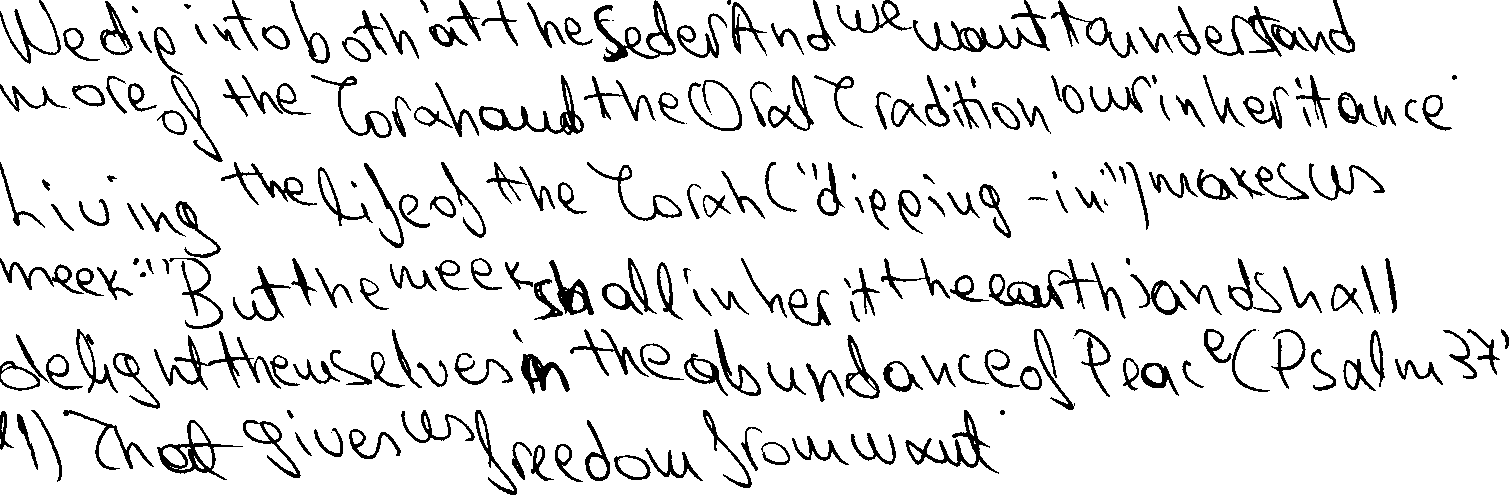 We dip into both at the Seder And we want to understand
more of the Torah and the Oral Tradition our inheritance.
Living the life of the Torah ("dipping-in") makes us
meek: "But the meek shall inherit the earth; and shall
delight themselves in the abundance of Peace (Psalm 37'
11) That gives us freedom from want.